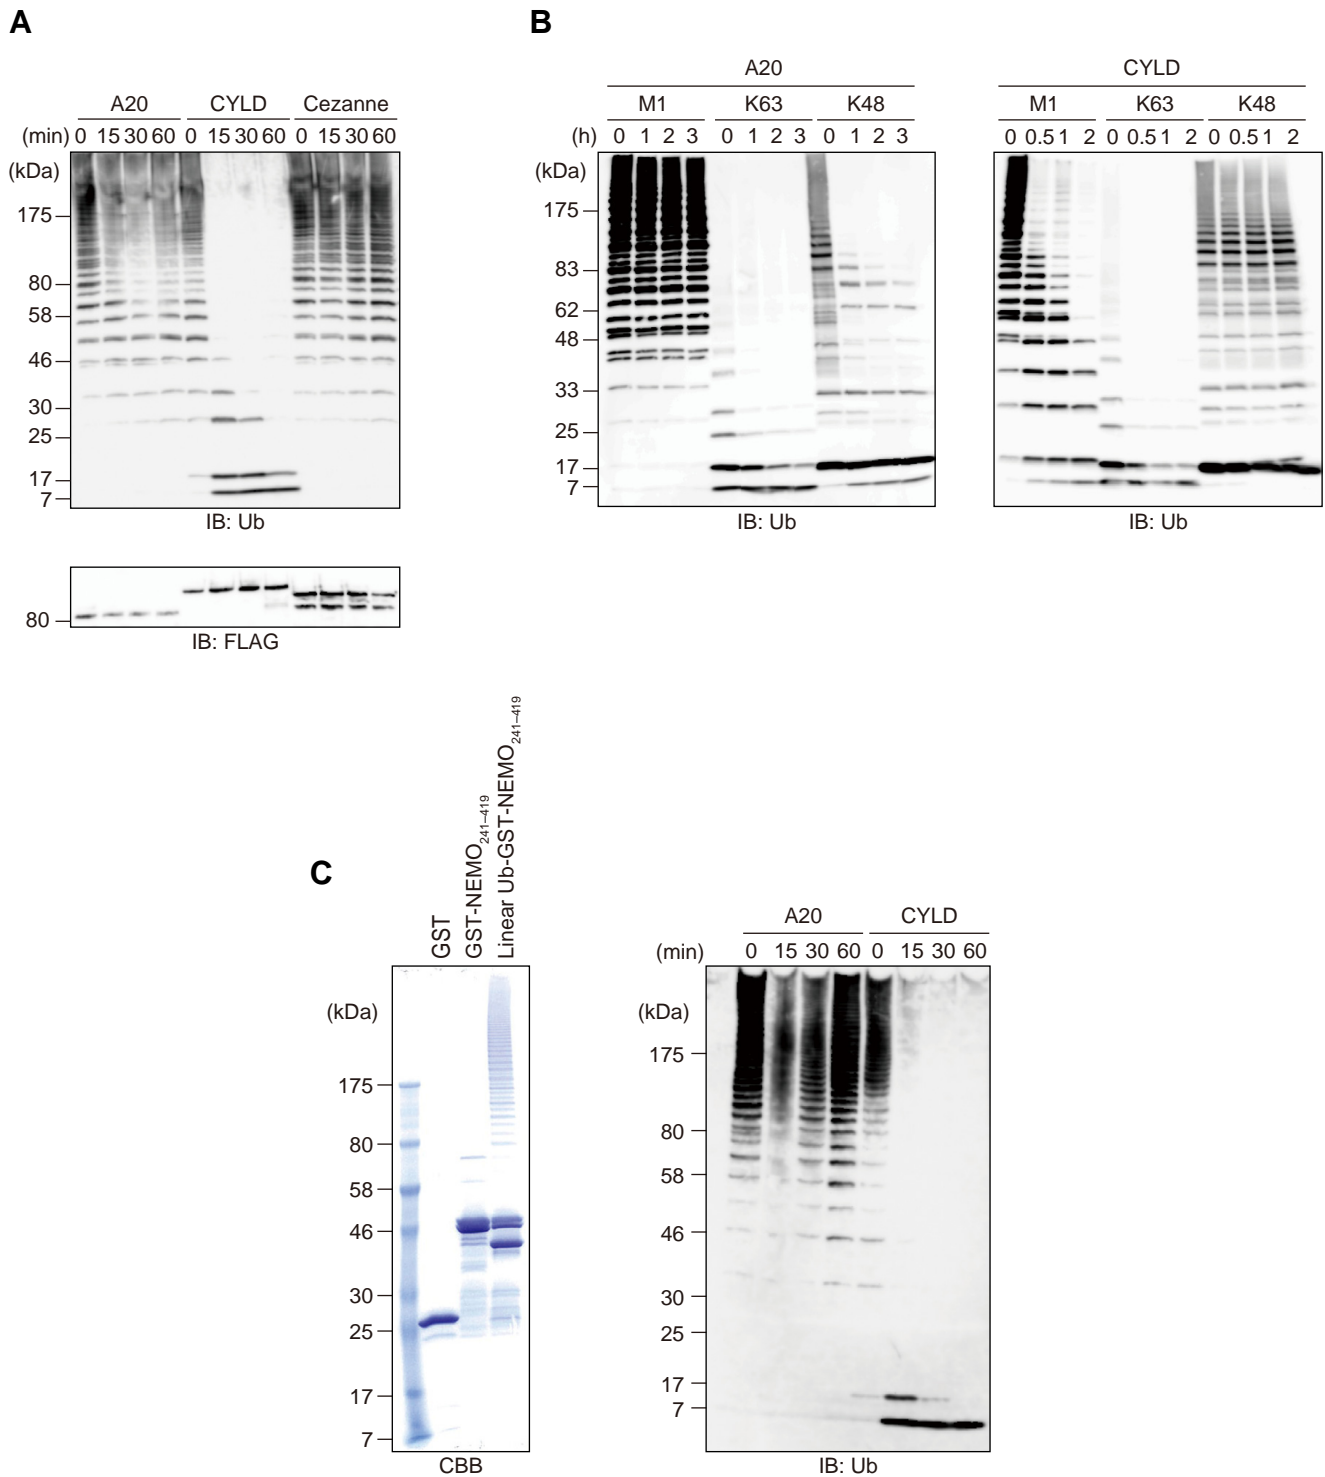 A
A20 CYLD Cezanne
(min) 0 15 30 60 0 15 30 60 0 15 30 60
(kDa)
175
80
58
46
30
25
17
7
IB: Ub
80
IB: FLAG
B
A20
M1 K63 K48
(h) 0 1 2 3 0 1 2 3 0 1 2 3
(kDa)
175
83
62
48
33
25
17
7
IB: Ub
CYLD
M1 K63 K48
0 0.5 1 2 0 0.5 1 2 0 0.5 1 2
IB: Ub
C
GST
GST-NEMO241–419
Linear Ub-GST-NEMO241–419
(kDa)
175
80
58
46
30
25
17
7
CBB
A20 CYLD
(min) 0 15 30 60 0 15 30 60
(kDa)
175
80
58
46
30
25
17
7
IB: Ub